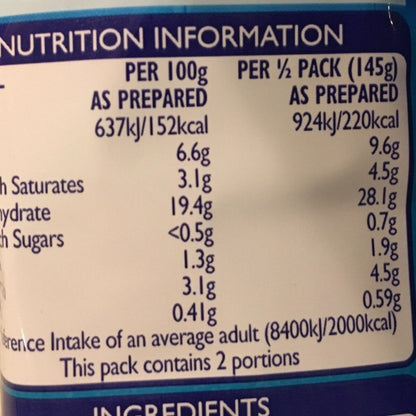 NUTRITION INFORMATION
PER 100g PER ½ PACK (145g)
AS PREPARED AS PREPARED
637kJ/152kcal 924kJ/220kcal
6.6g 9.6g
Saturates 3.1g 4.5g
19.4g 28.1g
Sugars <0.5g 0.7g
1.3g 1.9g
3.1g 4.5g
0.41g 0.59g
Intake of an average adult (8400kJ/2000kcal)
This pack contains 2 portions
INGREDIENTS